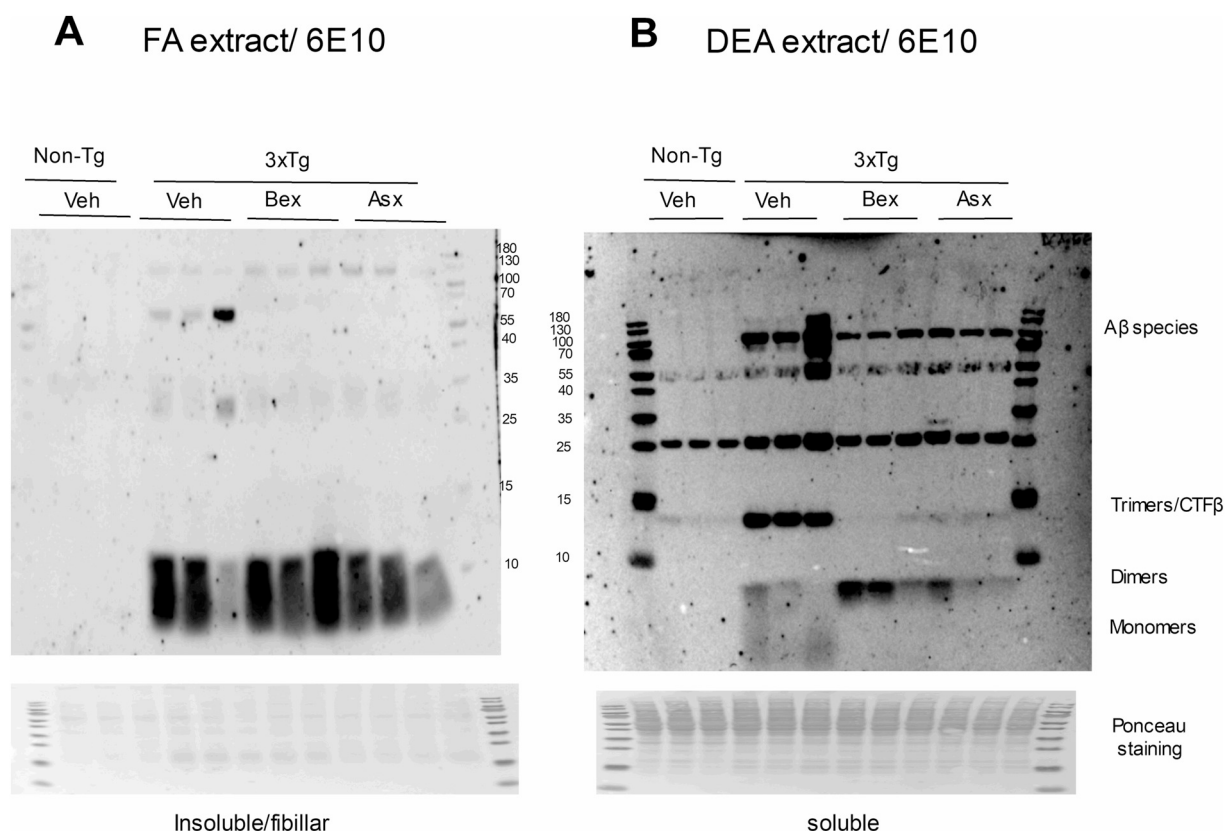 A
FA extract/ 6E10
Non-Tg
3xTg
Veh
Veh
Bex
Asx
180
130
100
70
55
40
35
25
15
10
Insoluble/fibillar
B
DEA extract/ 6E10
Non-Tg
3xTg
Veh
Veh
Bex
Asx
180
130
100
70
55
40
35
25
15
10
Aβ species
Trimers/CTFβ
Dimers
Monomers
Ponceau
staining
soluble